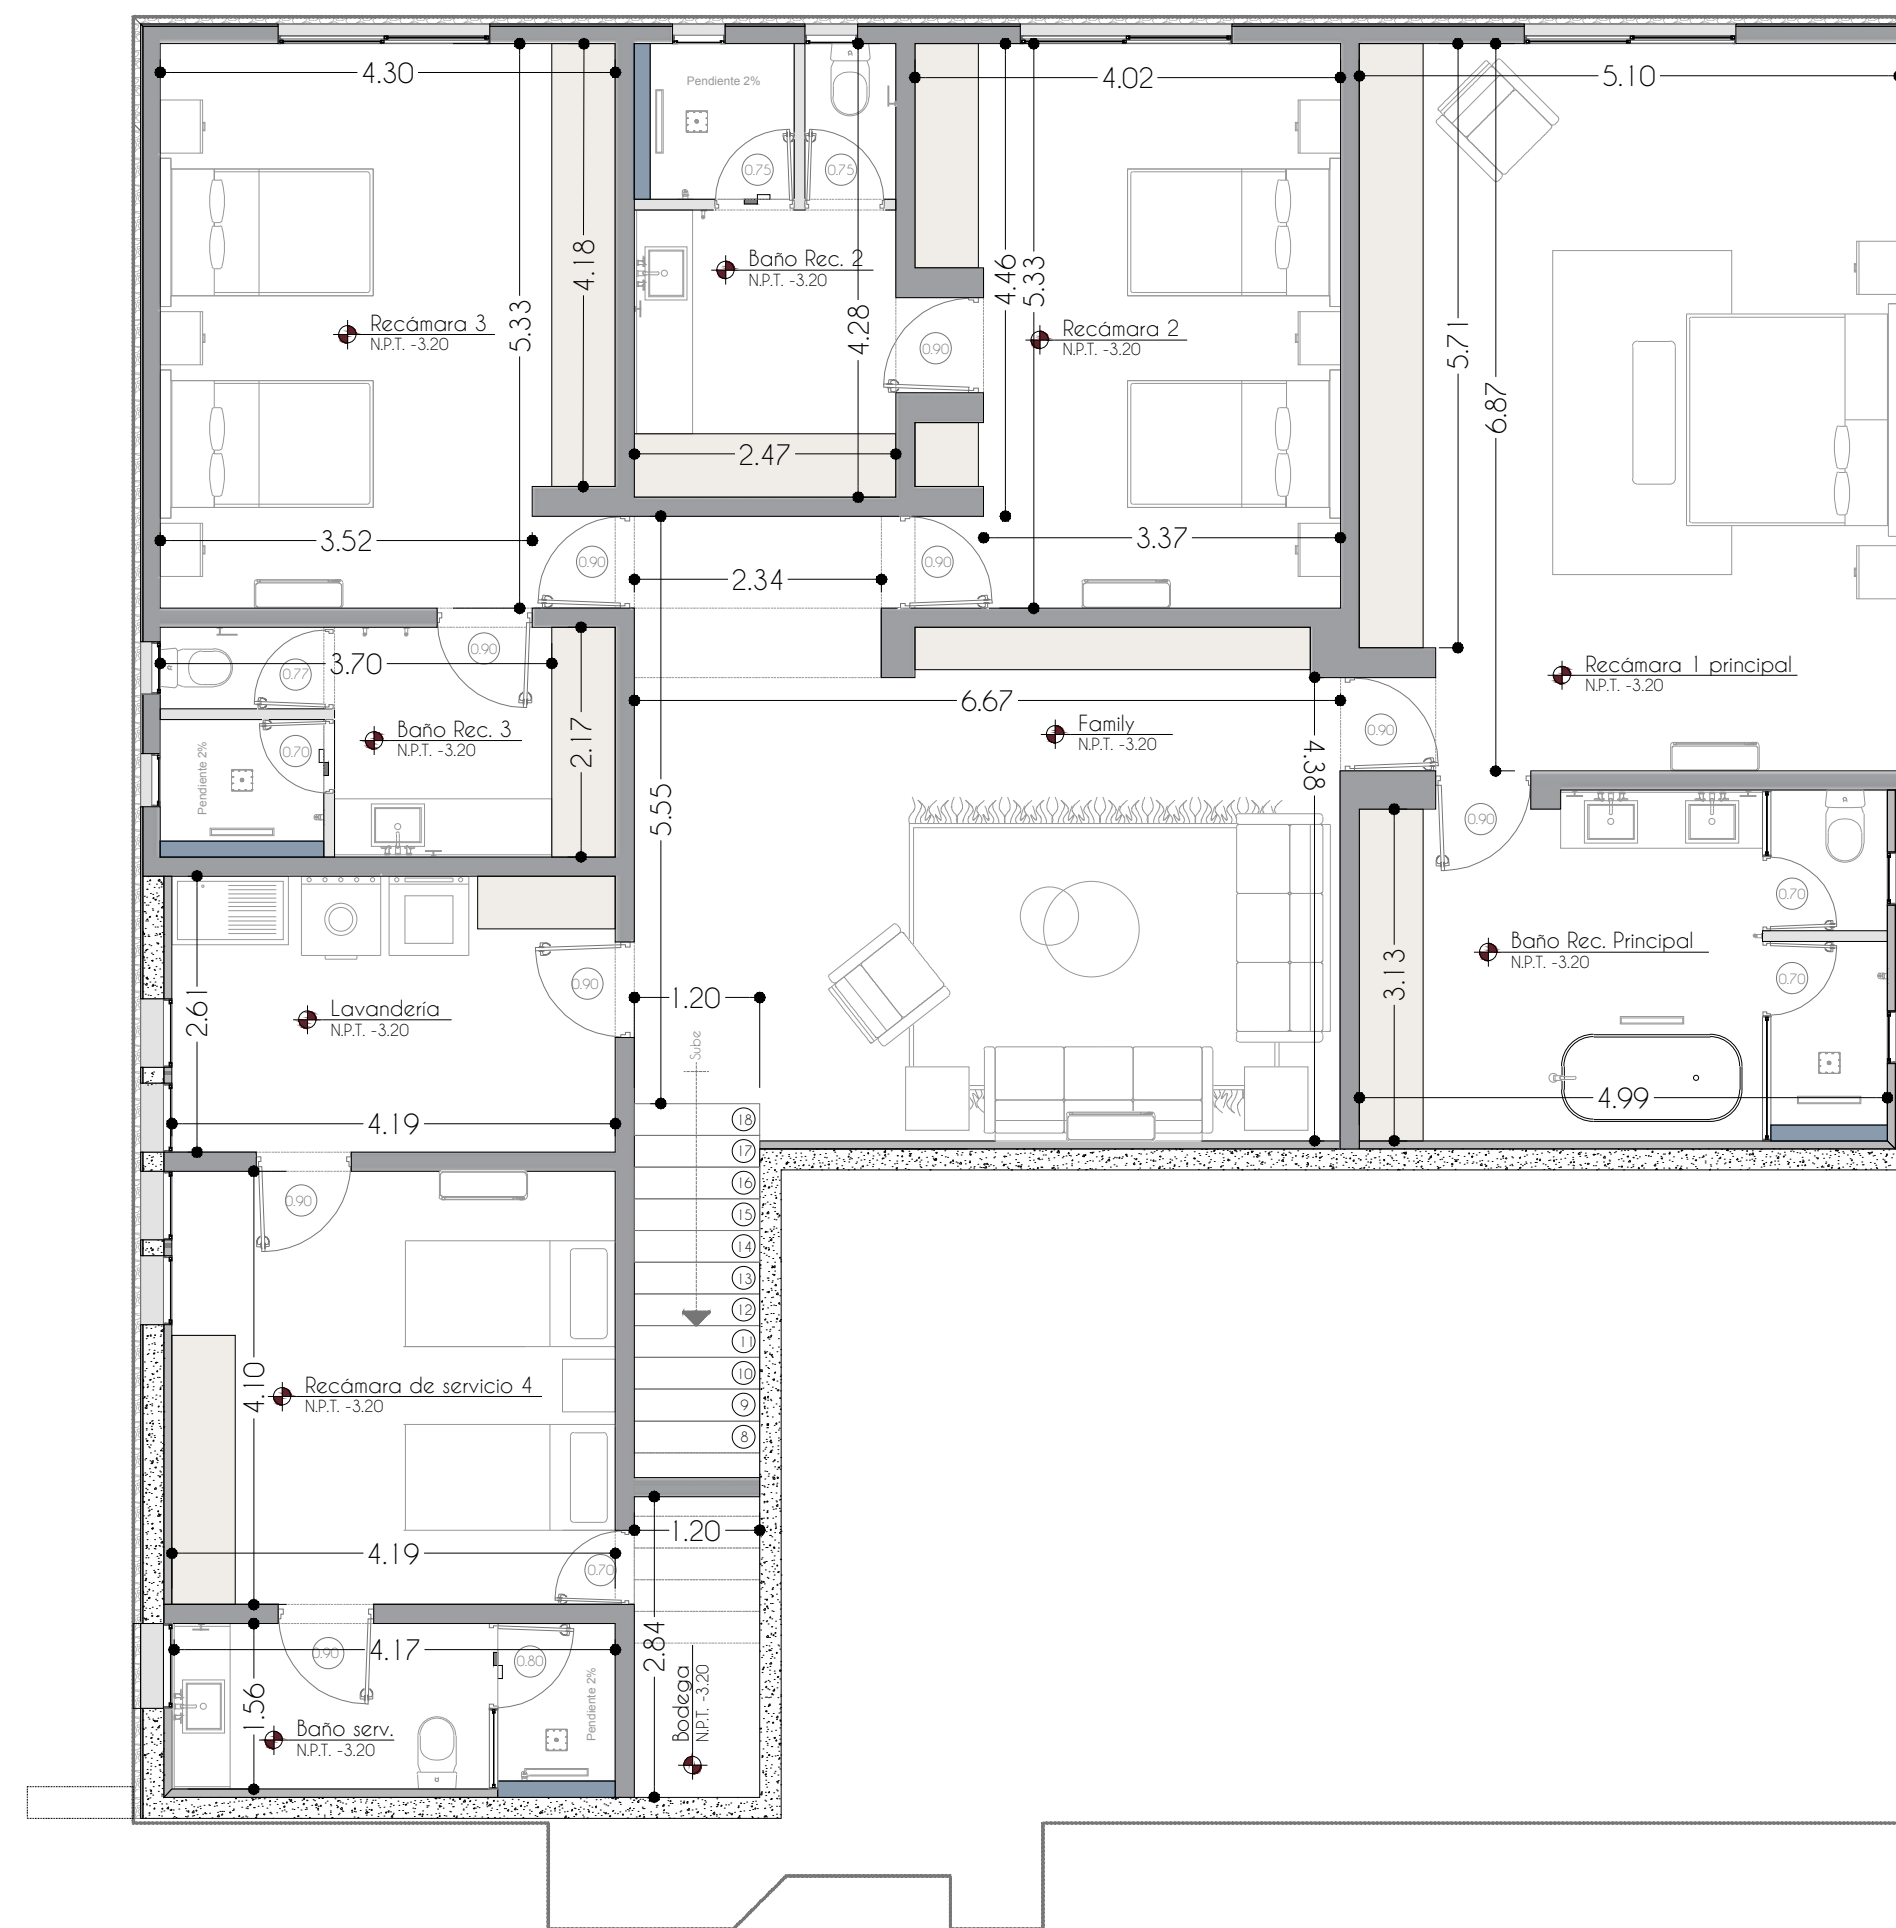 4.30
4.02
5.10
Pendiente 2%
0.75
0.75
4.18
5.33
4.28
4.46
5.33
5.71
6.87
Baño Rec. 2
N.P.T. -3.20
Recámara 3
N.P.T. -3.20
Recámara 2
N.P.T. -3.20
0.90
2.47
3.52
0.90
2.34
0.90
3.37
0.90
0.77
3.70
2.17
Recámara 1 principal
N.P.T. -3.20
6.67
Family
N.P.T. -3.20
Baño Rec. 3
N.P.T. -3.20
0.70
Pendiente 2%
0.90
4.38
5.55
0.90
0.70
Baño Rec. Principal
N.P.T. -3.20
0.70
3.13
0.90
1.20
2.61
Lavandería
N.P.T. -3.20
Sube
4.99
4.19
18
17
16
15
14
13
12
11
10
9
8
0.90
4.10
Recámara de servicio 4
N.P.T. -3.20
1.20
4.19
0.70
2.84
0.90
4.17
0.80
1.56
Pendiente 2%
Bodega
N.P.T. -3.20
Baño serv.
N.P.T. -3.20